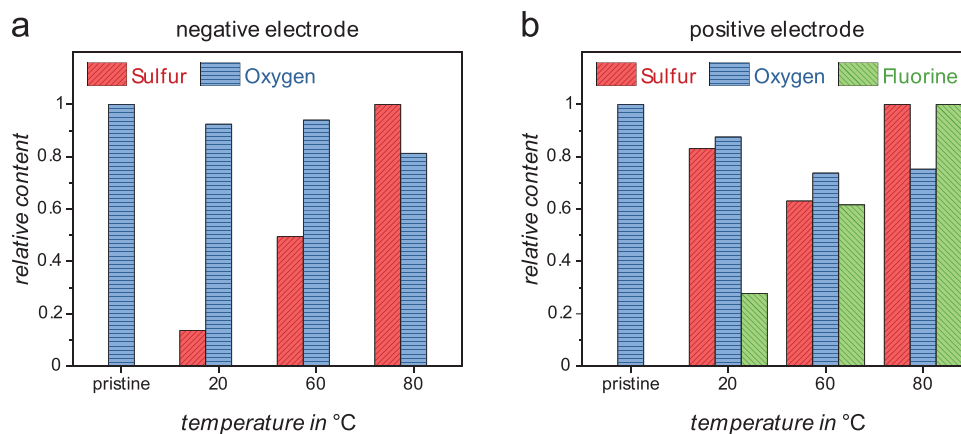 a
negative electrode
Sulfur Oxygen
1
0.8
0.6
0.4
0.2
0
relative content
pristine 20 60 80
temperature in °C
b
positive electrode
Sulfur Oxygen Fluorine
1
0.8
0.6
0.4
0.2
0
relative content
pristine 20 60 80
temperature in °C